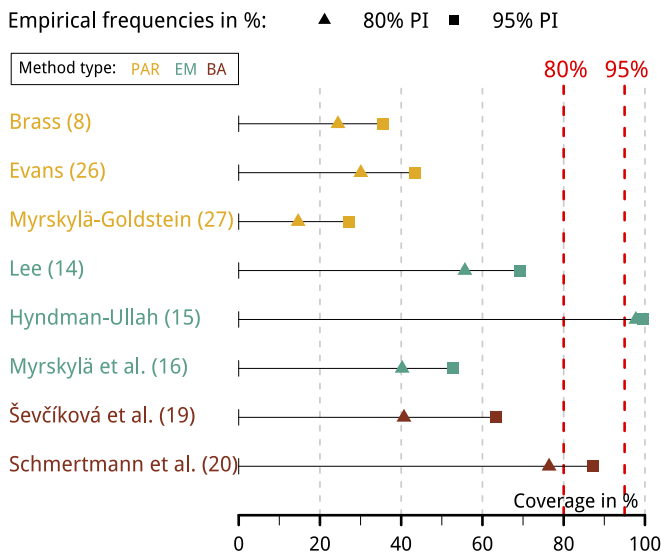 Empirical frequencies in %: ▲ 80% PI ■ 95% PI
Method type: PAR EM BA
80% 95%
Brass (8)
Evans (26)
Myrskylä-Goldstein (27)
Lee (14)
Hyndman-Ullah (15)
Myrskylä et al. (16)
Ševčíková et al. (19)
Schmertmann et al. (20)
Coverage in %
0 20 40 60 80 100